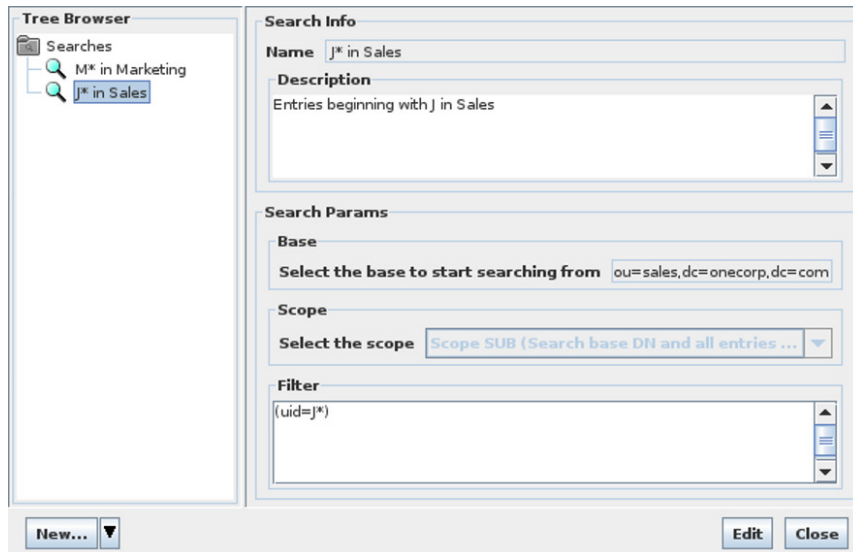 Tree Browser
Searches
M* in Marketing
J* in Sales
Search Info
Name J* in Sales
Description
Entries beginning with J in Sales
Search Params
Base
Select the base to start searching from ou=sales,dc=onecorp,dc=com
Scope
Select the scope Scope SUB (Search base DN and all entries ...
Filter
(uid=J*)
New...
Edit Close